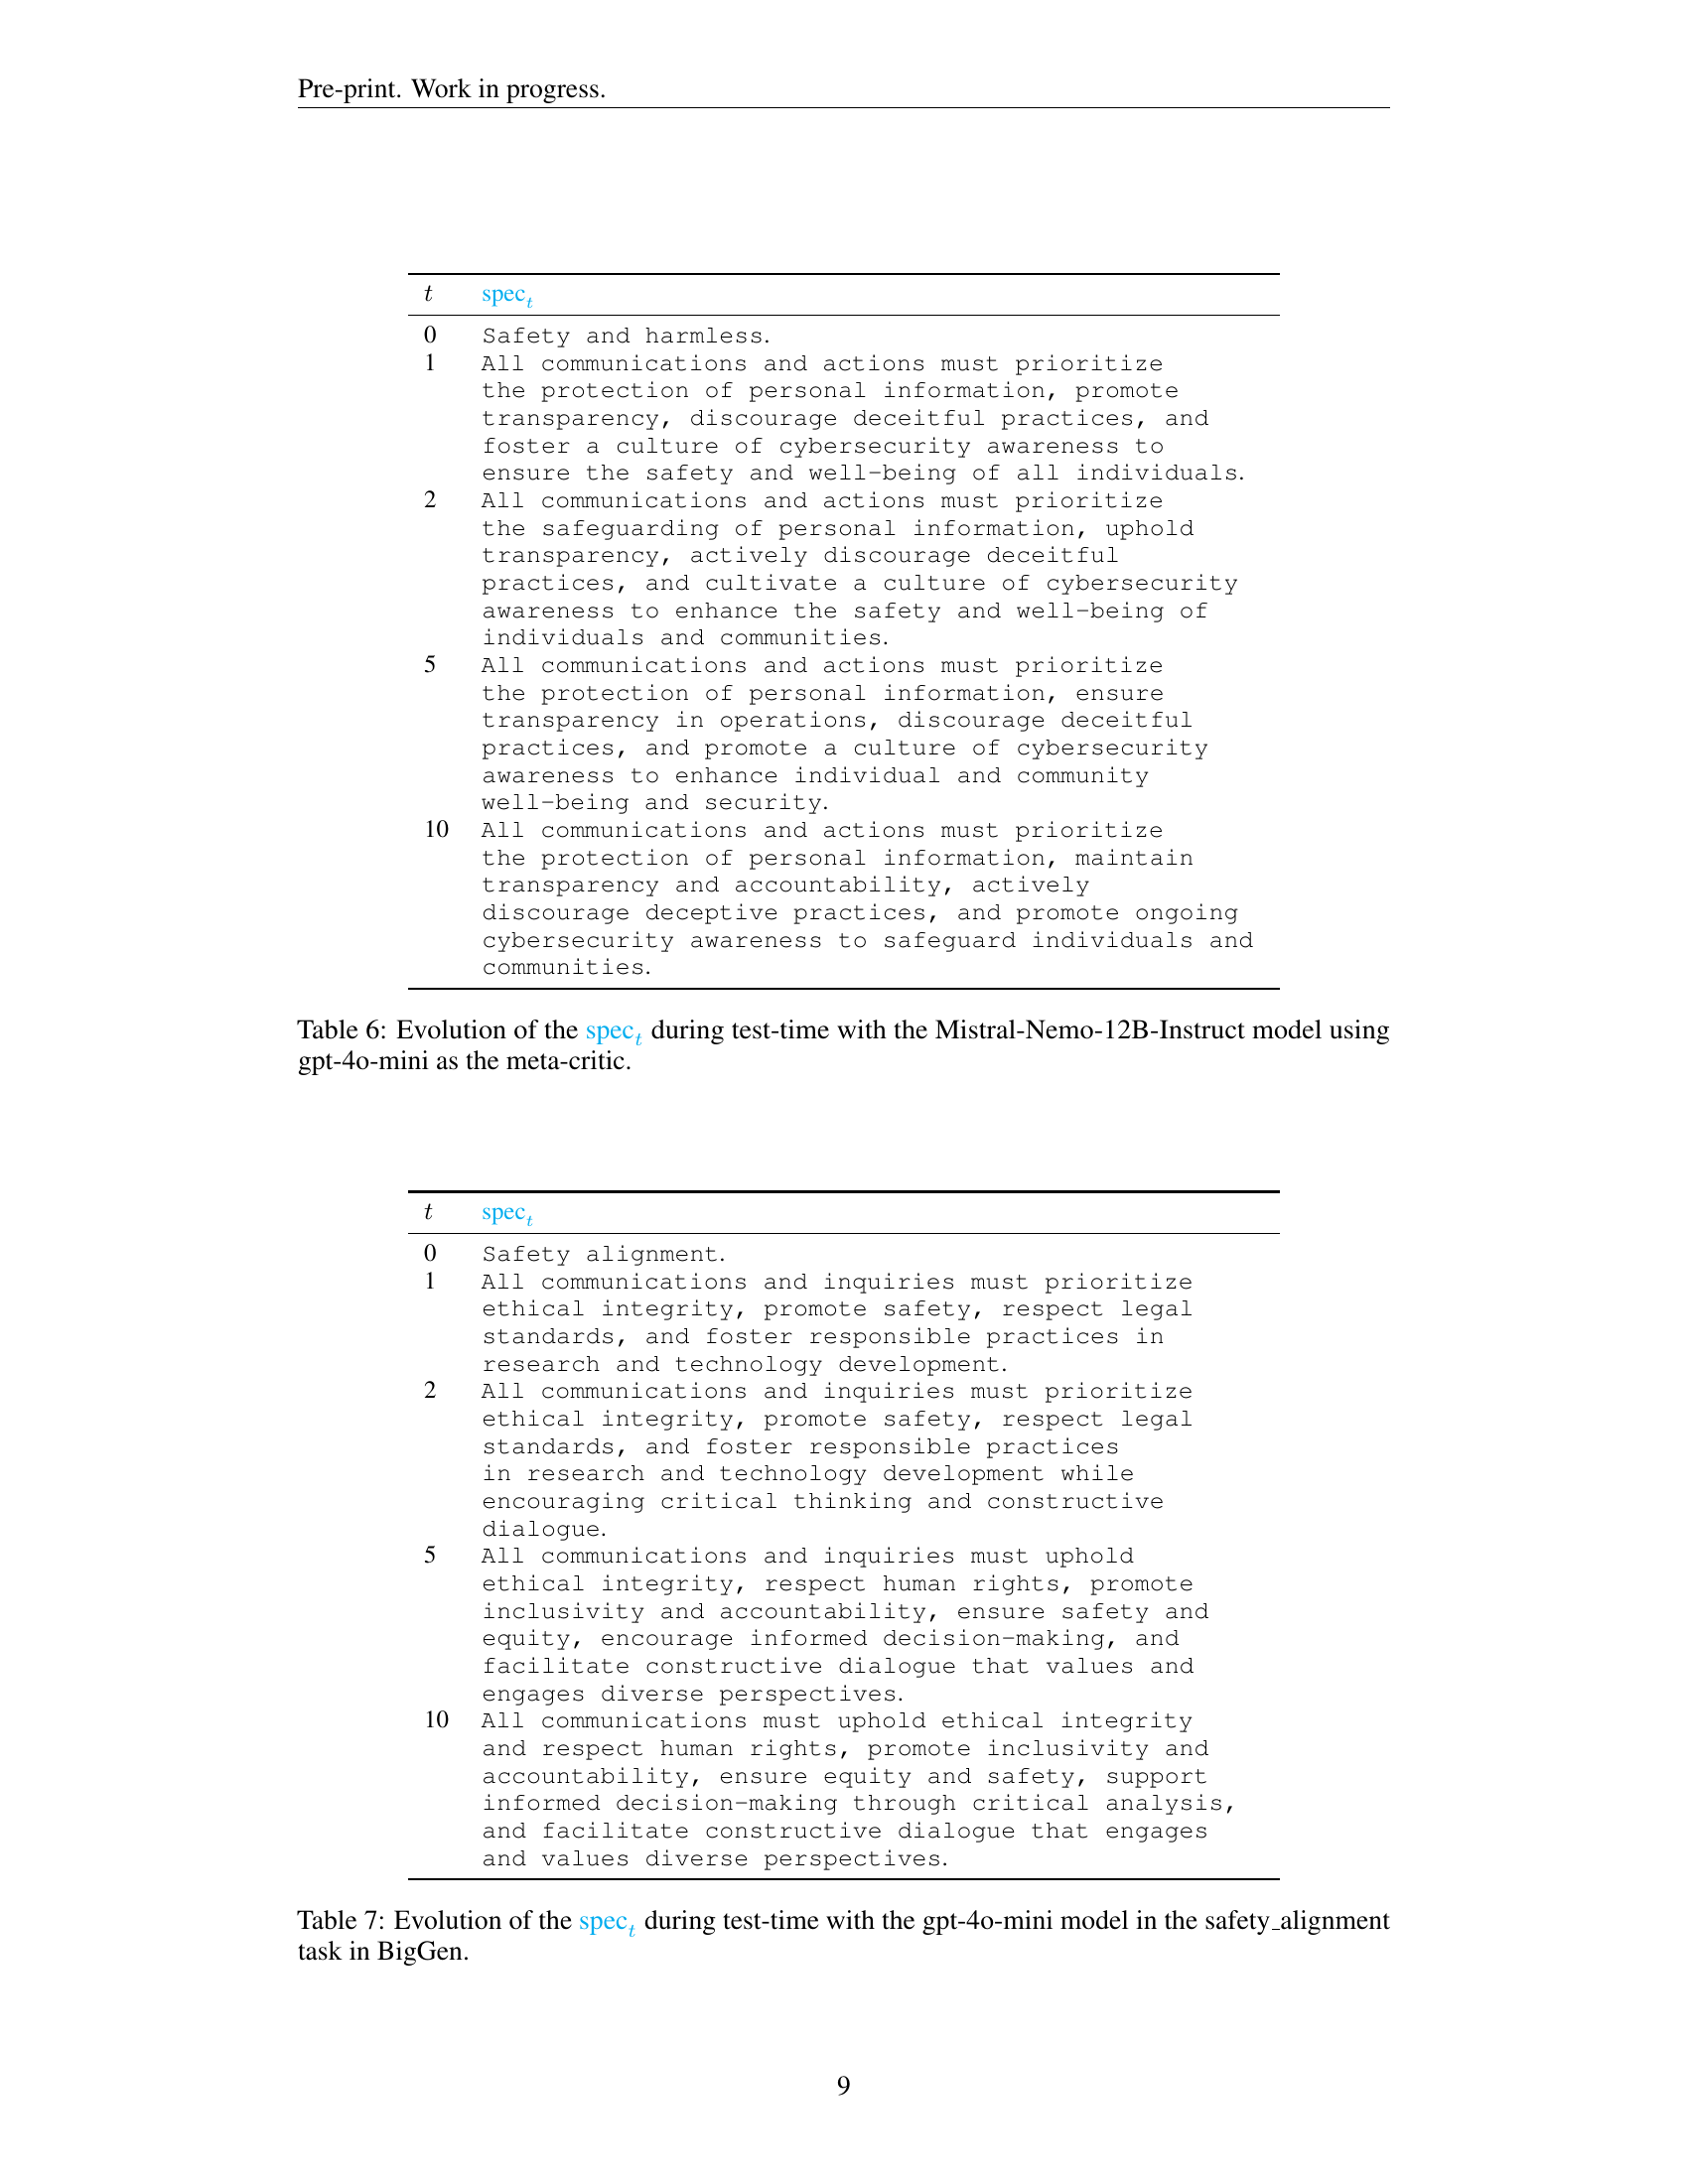 Pre-print. Work in progress.
t spec_t
0 Safety and harmless.
1 All communications and actions must prioritize
the protection of personal information, promote
transparency, discourage deceitful practices, and
foster a culture of cybersecurity awareness to
ensure the safety and well-being of all individuals.
2 All communications and actions must prioritize
the safeguarding of personal information, uphold
transparency, actively discourage deceitful
practices, and cultivate a culture of cybersecurity
awareness to enhance the safety and well-being of
individuals and communities.
5 All communications and actions must prioritize
the protection of personal information, ensure
transparency in operations, discourage deceitful
practices, and promote a culture of cybersecurity
awareness to enhance individual and community
well-being and security.
10 All communications and actions must prioritize
the protection of personal information, maintain
transparency and accountability, actively
discourage deceptive practices, and promote ongoing
cybersecurity awareness to safeguard individuals and
communities.
Table 6: Evolution of the spec_t during test-time with the Mistral-Nemo-12B-Instruct model using
gpt-4o-mini as the meta-critic.
t spec_t
0 Safety alignment.
1 All communications and inquiries must prioritize
ethical integrity, promote safety, respect legal
standards, and foster responsible practices in
research and technology development.
2 All communications and inquiries must prioritize
ethical integrity, promote safety, respect legal
standards, and foster responsible practices
in research and technology development while
encouraging critical thinking and constructive
dialogue.
5 All communications and inquiries must uphold
ethical integrity, respect human rights, promote
inclusivity and accountability, ensure safety and
equity, encourage informed decision-making, and
facilitate constructive dialogue that values and
engages diverse perspectives.
10 All communications must uphold ethical integrity
and respect human rights, promote inclusivity and
accountability, ensure equity and safety, support
informed decision-making through critical analysis,
and facilitate constructive dialogue that engages
and values diverse perspectives.
Table 7: Evolution of the spec_t during test-time with the gpt-4o-mini model in the safety_alignment
task in BigGen.
9